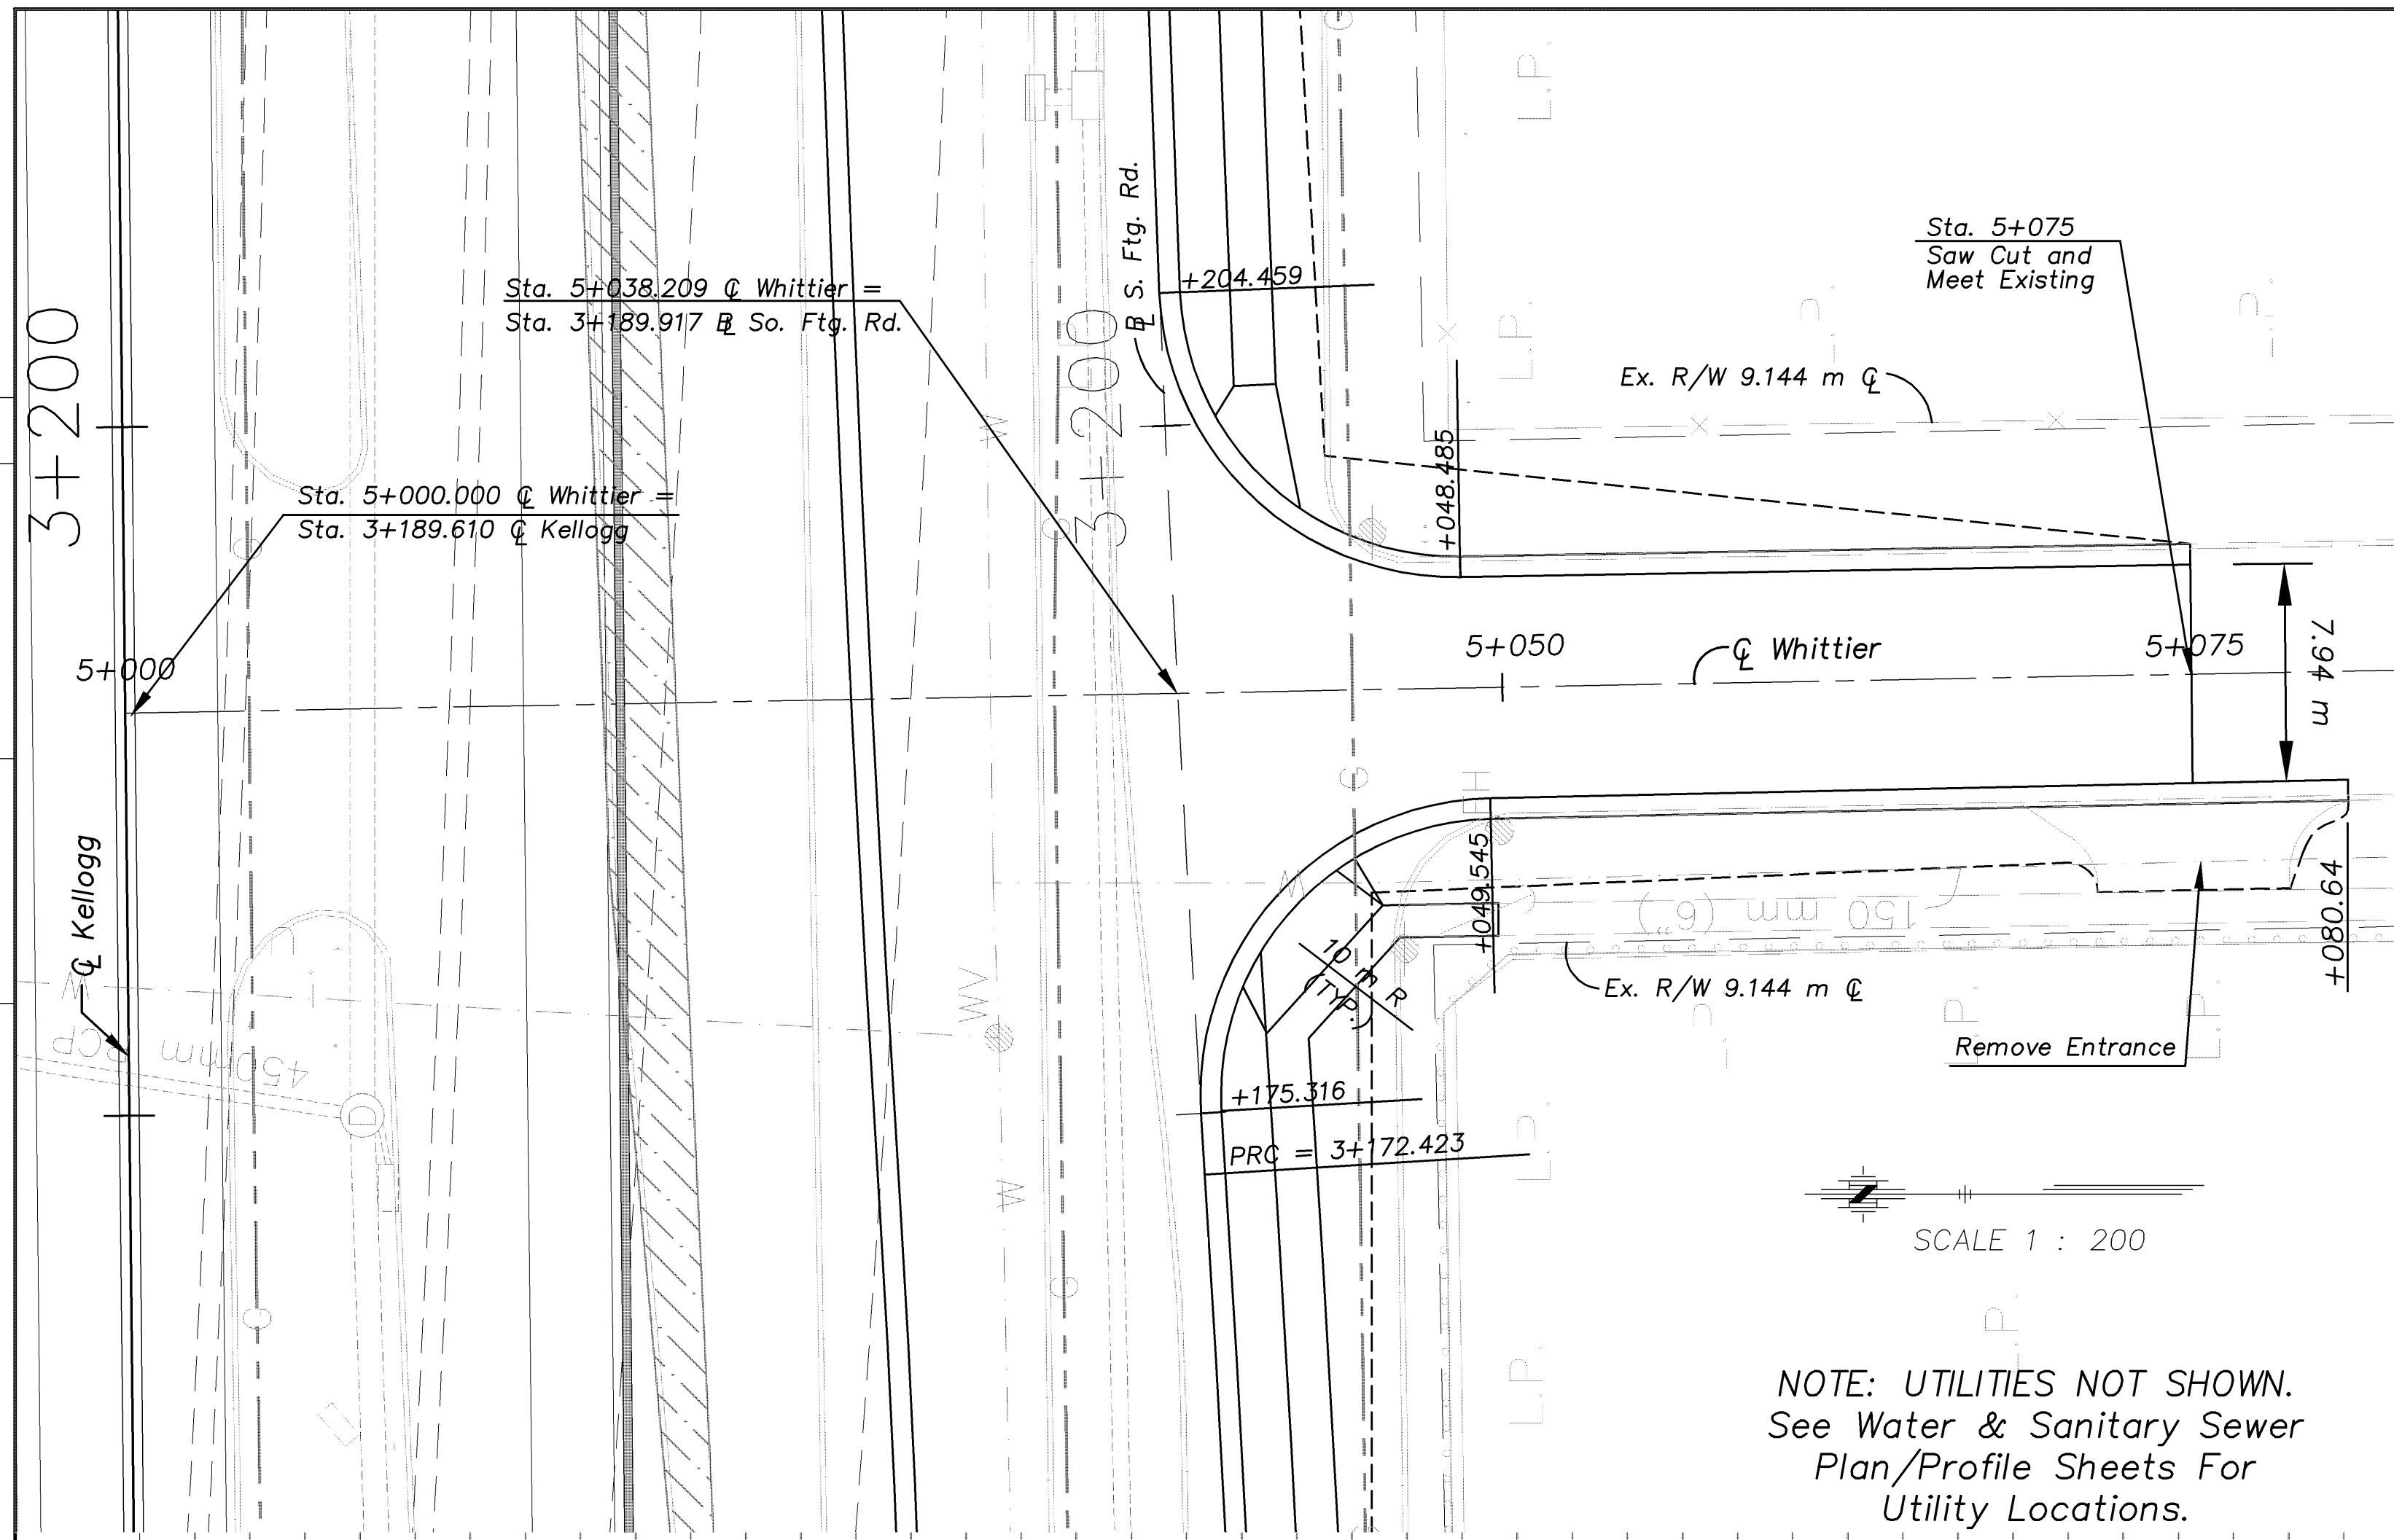 3+200
Sta. 5+038.209 ℄ Whittier =
Sta. 3+189.917 BL So. Ftg. Rd.
Sta. 5+000.000 ℄ Whittier =
Sta. 3+189.610 ℄ Kellogg
5+000
℄ Kellogg
450mm RCP
D
BL S. Ftg. Rd.
3+200
+204.459
+048.485
Sta. 5+075
Saw Cut and
Meet Existing
Ex. R/W 9.144 m ℄
5+050
℄ Whittier
5+075
7.94 m
FH
+049.545
150 mm (6")
10 m R
(TYP.)
Ex. R/W 9.144 m ℄
+080.64
Remove Entrance
+175.316
PRC = 3+172.423
L.P.
L.P.
L.P.
L.P.
L.P.
L.P.
W
W
W
W
G
G
G
G
G
G
SCALE 1 : 200
NOTE: UTILITIES NOT SHOWN.
See Water & Sanitary Sewer
Plan/Profile Sheets For
Utility Locations.